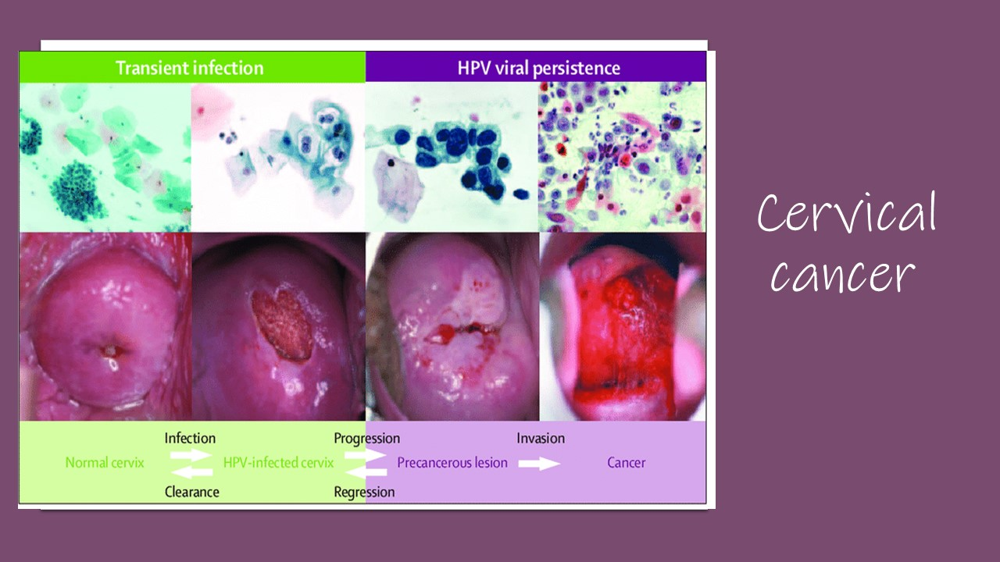 Transient infection
HPV viral persistence
Infection
Progression
Invasion
Normal cervix
HPV-infected cervix
Precancerous lesion
Cancer
Clearance
Regression
Cervical
cancer